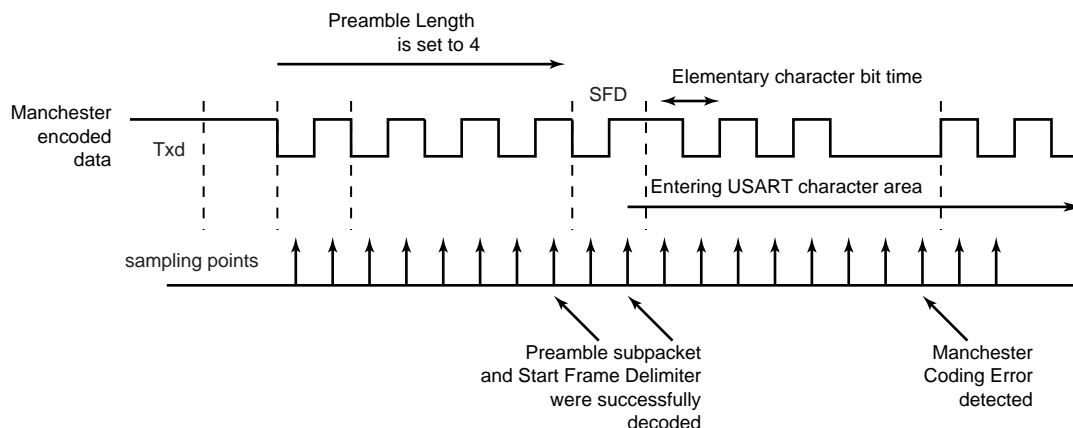 Preamble Length
is set to 4
Elementary character bit time
SFD
Manchester
encoded
data
Txd
Entering USART character area
sampling points
Preamble subpacket
and Start Frame Delimiter
were successfully
decoded
Manchester
Coding Error
detected